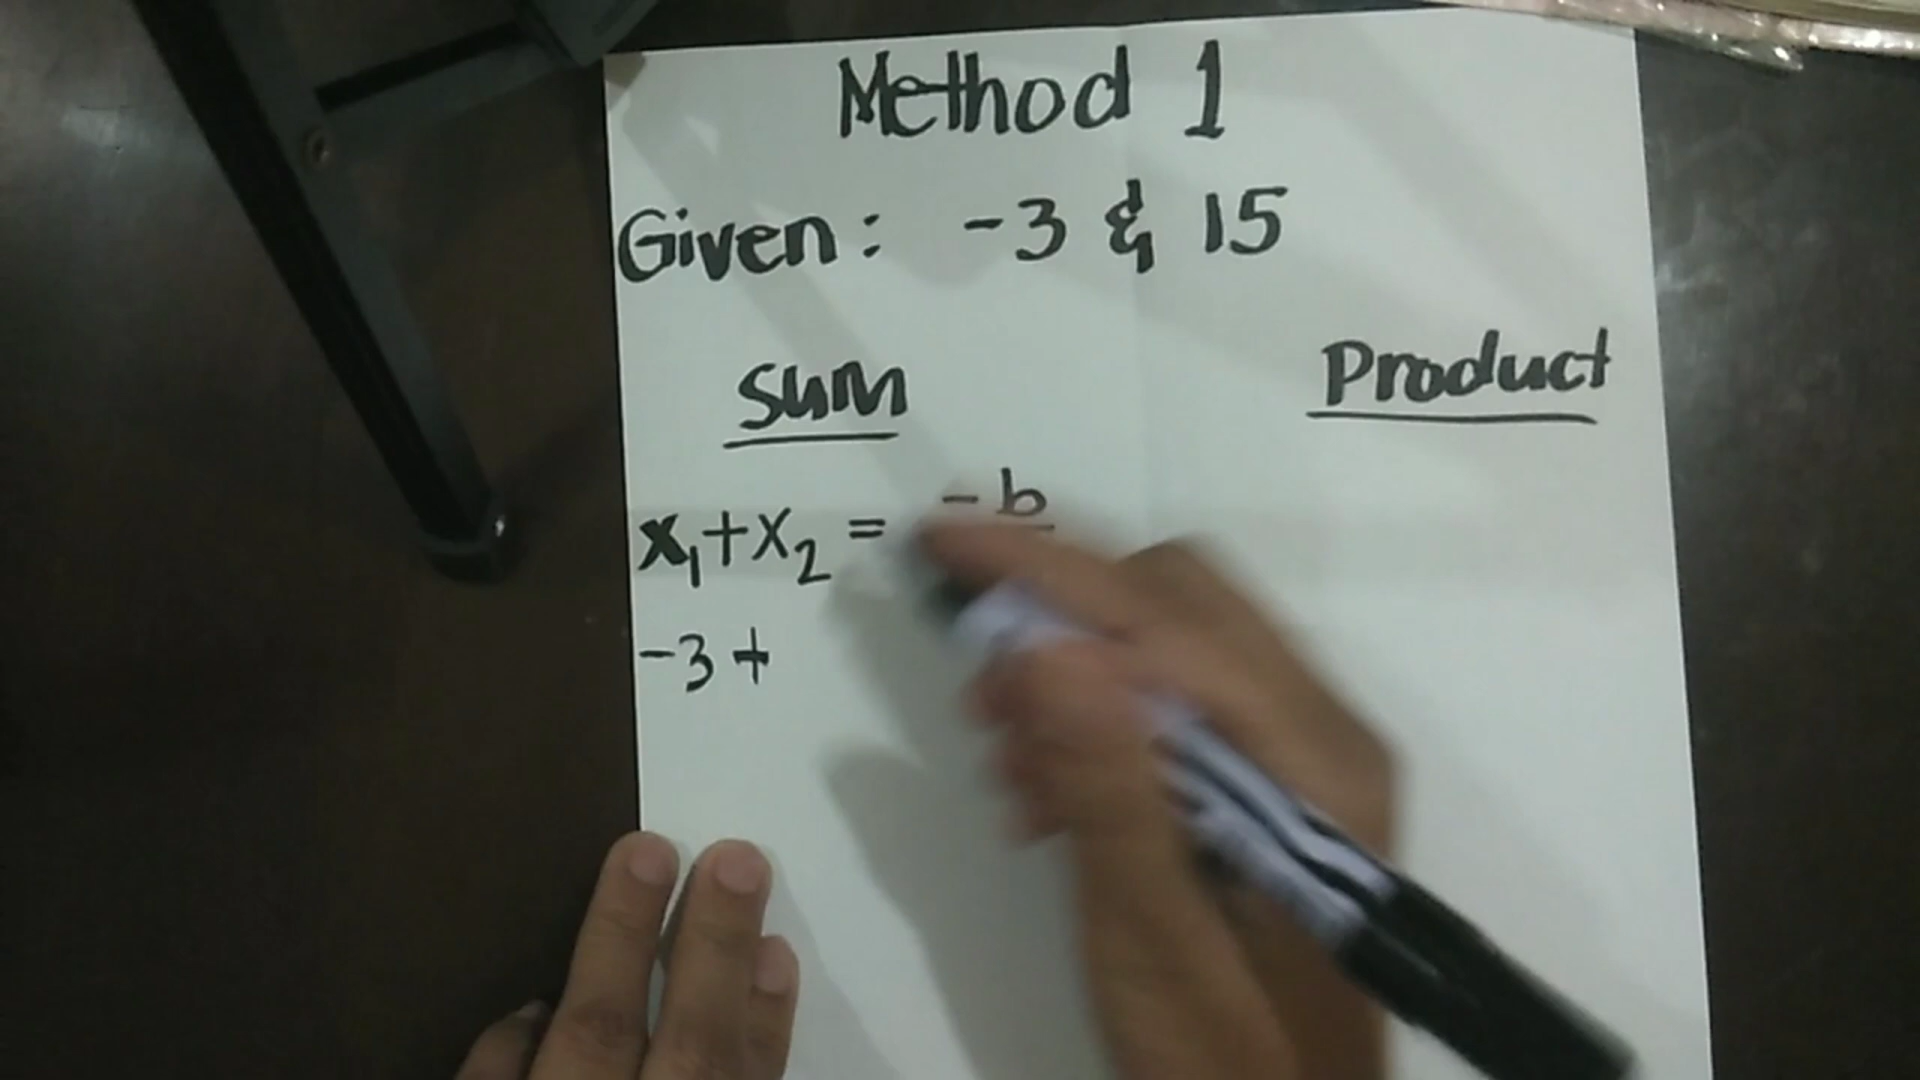 Method 1
Given: -3 & 15
Sum
Product
x₁+x₂ = -b
-3 +